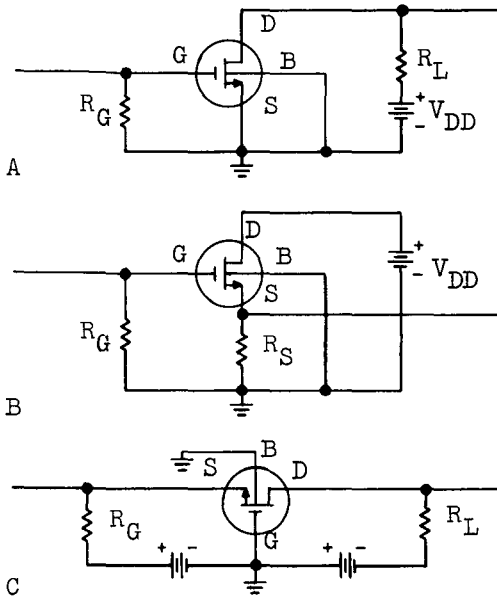 D
G B
R_G S R_L
+ V_DD
-
A
D
G B
S + V_DD
-
R_G R_S
B
B
S D
R_G G R_L
+ - + -
C